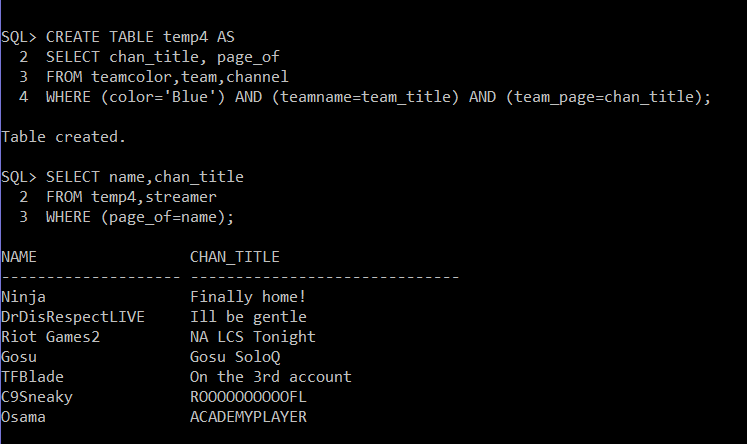 SQL> CREATE TABLE temp4 AS
  2  SELECT chan_title, page_of
  3  FROM teamcolor,team,channel
  4  WHERE (color='Blue') AND (teamname=team_title) AND (team_page=chan_title);
Table created.
SQL> SELECT name,chan_title
  2  FROM temp4,streamer
  3  WHERE (page_of=name);
NAME                 CHAN_TITLE
-------------------- ------------------------------
Ninja                Finally home!
DrDisRespectLIVE     Ill be gentle
Riot Games2          NA LCS Tonight
Gosu                 Gosu SoloQ
TFBlade              On the 3rd account
C9Sneaky             ROOOOOOOOOOFL
Osama                ACADEMYPLAYER